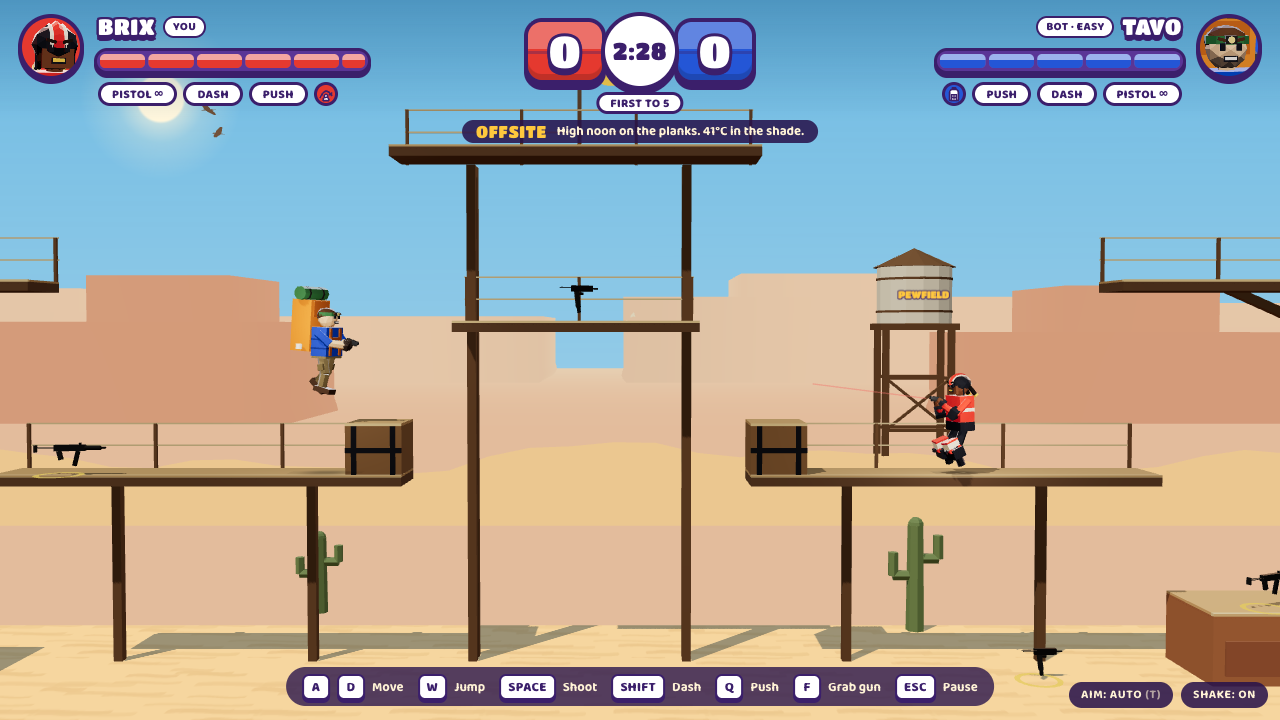 BRIX YOU
PISTOL ∞ DASH PUSH
0 2:28 0
FIRST TO 5
OFFSITE High noon on the planks. 41°C in the shade.
BOT · EASY TAVO
PUSH DASH PISTOL ∞
PEWFIELD
A D Move W Jump SPACE Shoot SHIFT Dash Q Push F Grab gun ESC Pause
AIM: AUTO (T) SHAKE: ON